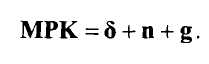 MPK = δ + n + g.